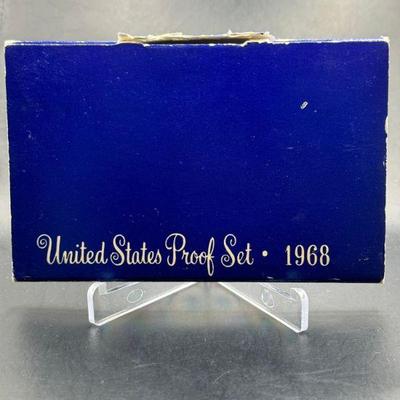 United States Proof Set • 1968